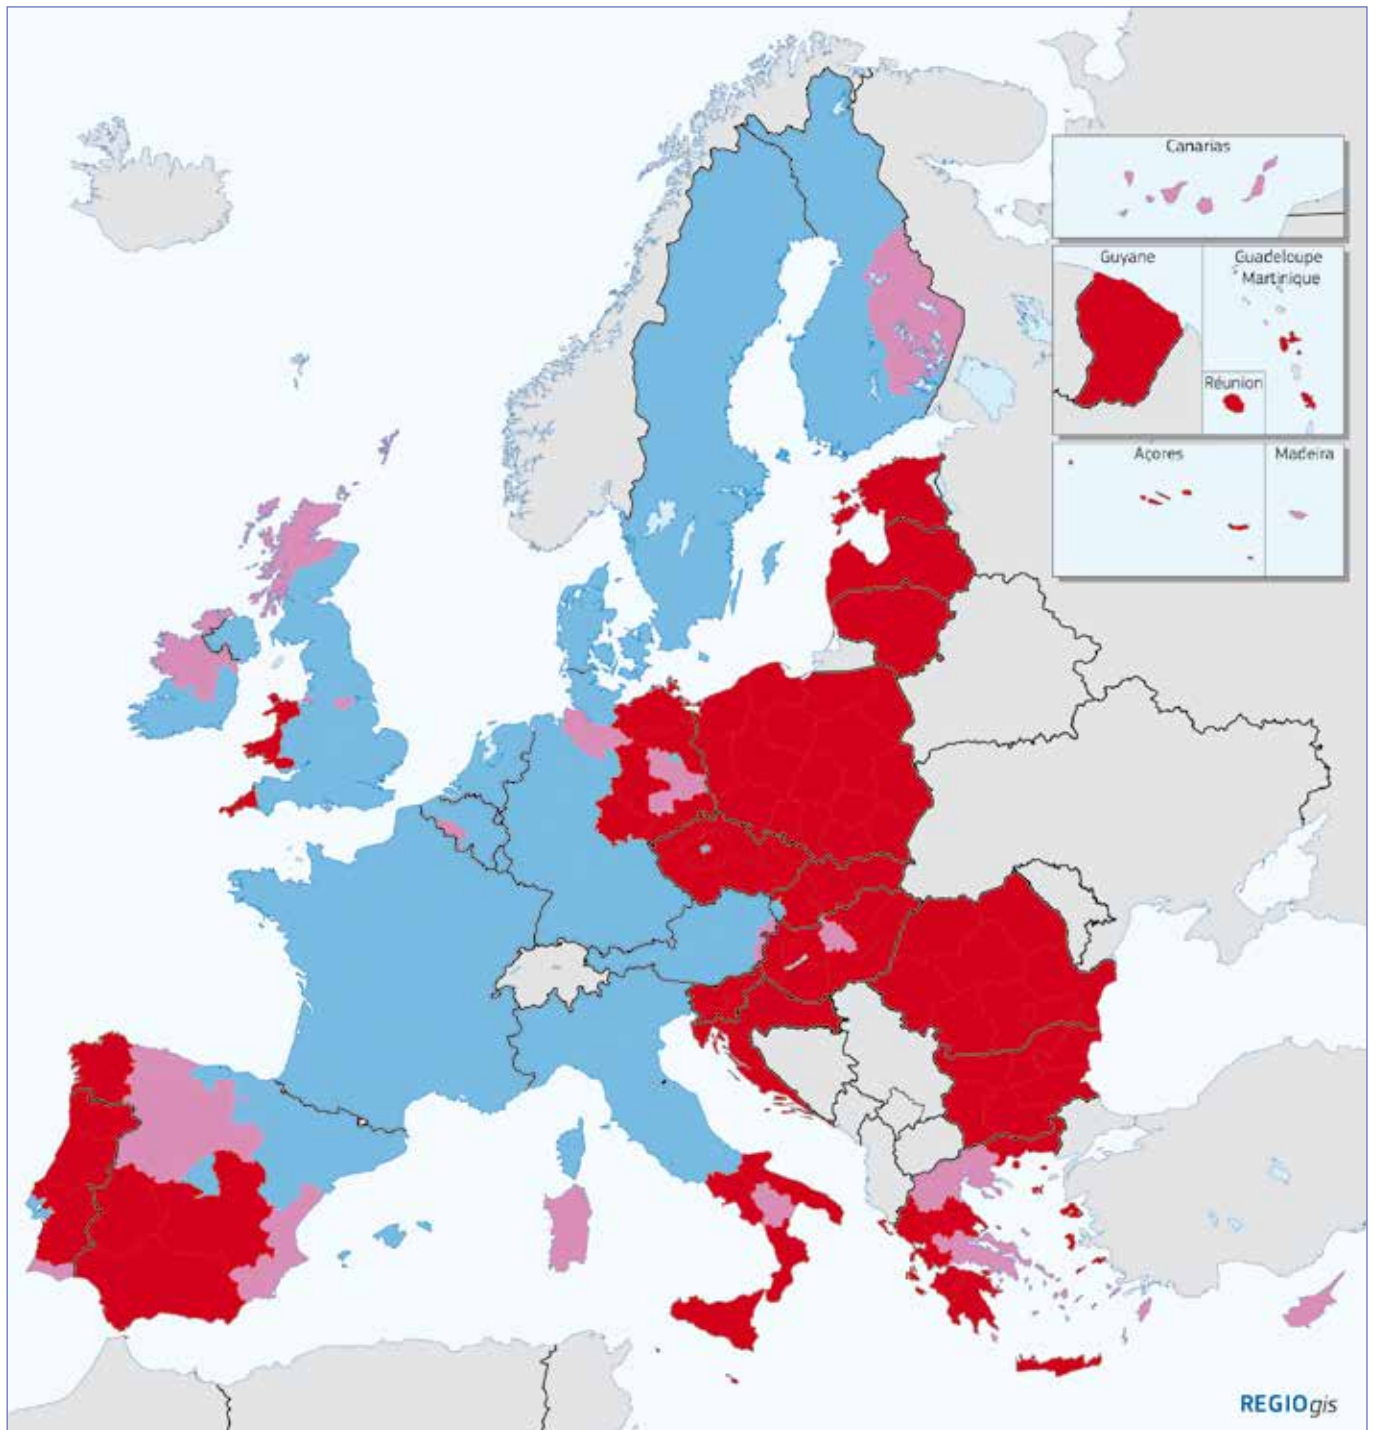 Canarias
Guyane
Guadeloupe
Martinique
Réunion
Açores
Madeira
REGIOgis